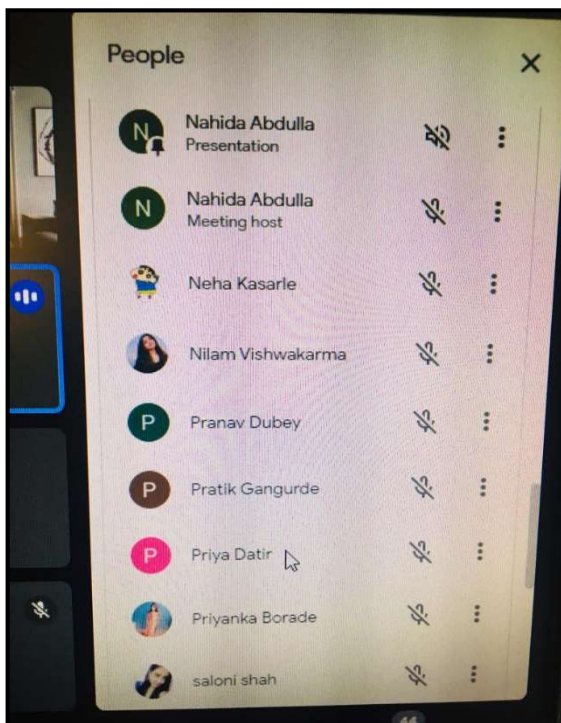 People
N
Nahida Abdulla
Presentation
N
Nahida Abdulla
Meeting host
Neha Kasarle
Nilam Vishwakarma
P
Pranav Dubey
P
Pratik Gangurde
P
Priya Datir
Priyanka Borade
saloni shah
44